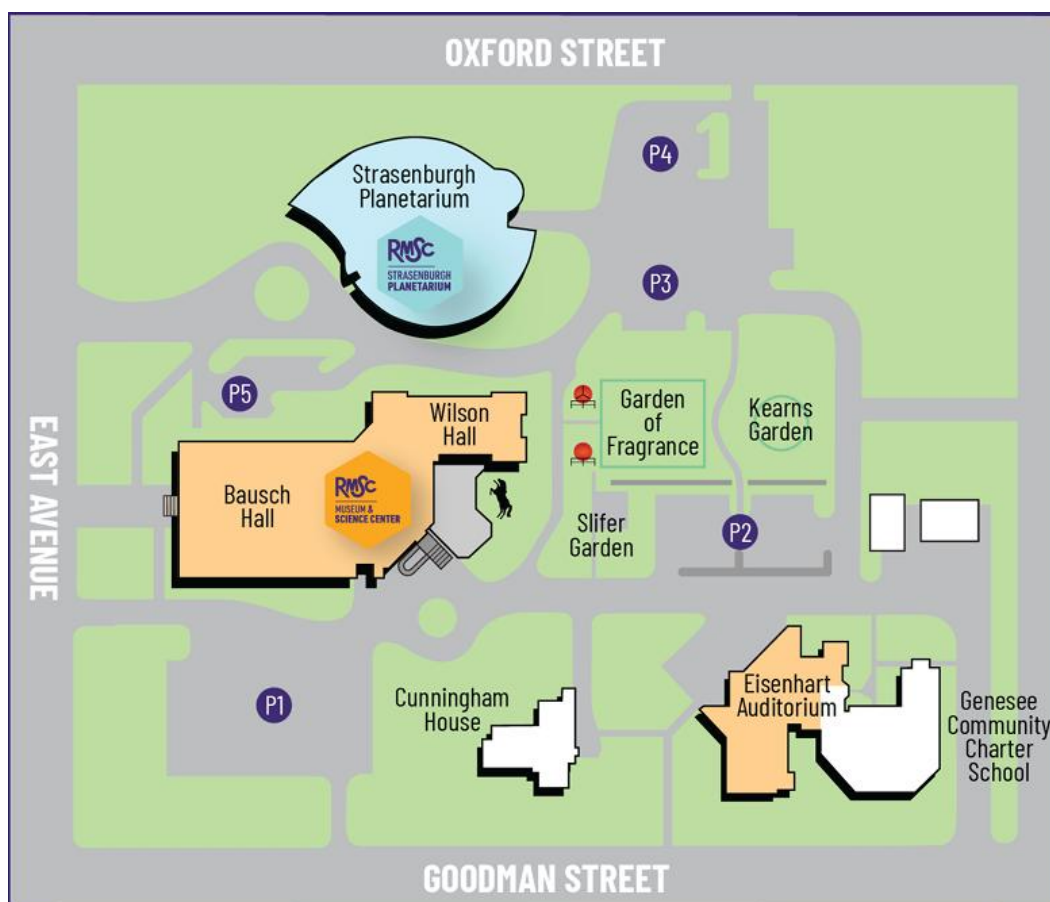 OXFORD STREET
P4
Strasenburgh
Planetarium
RMSC
STRASENBURGH
PLANETARIUM
P3
P5
Wilson
Hall
Garden
of
Fragrance
Kearns
Garden
EAST AVENUE
Bausch
Hall
RMSC
MUSEUM &
SCIENCE CENTER
Slifer
Garden
P2
P1
Cunningham
House
Eisenhart
Auditorium
Genesee
Community
Charter
School
GOODMAN STREET